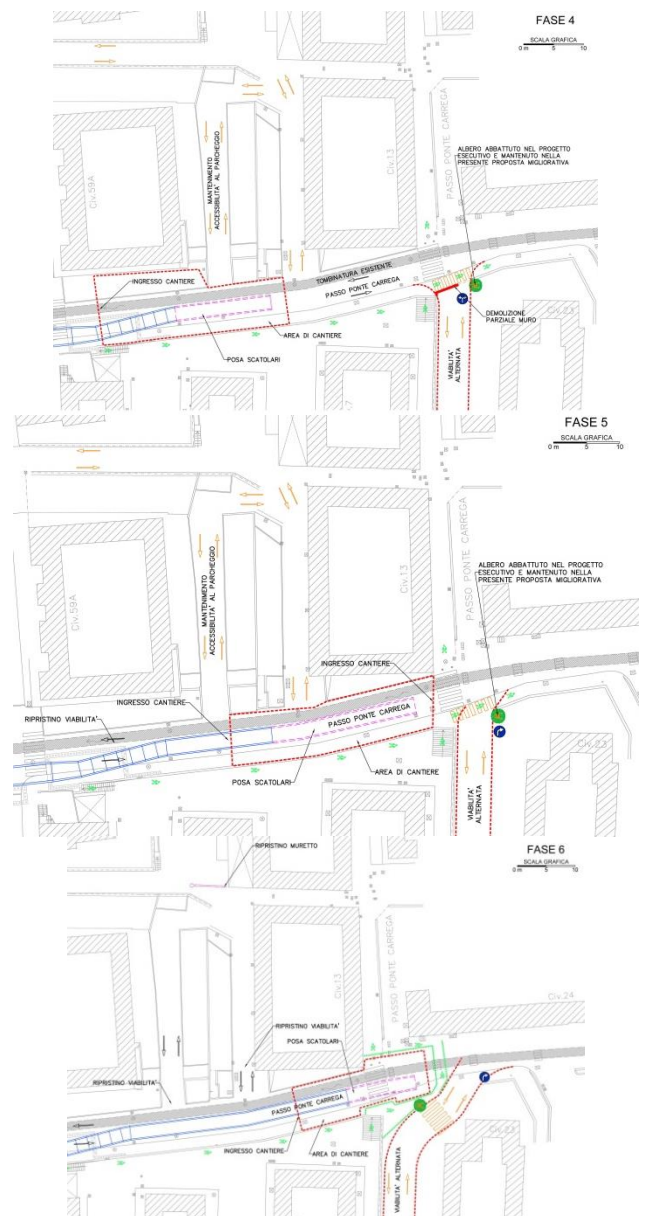 FASE 4
SCALA GRAFICA
0 m 5 10
ALBERO ABBATTUTO NEL PROGETTO
ESECUTIVO E MANTENUTO NELLA
PRESENTE PROPOSTA MIGLIORATIVA
PASSO PONTE CARREGA
Civ.59A
MANTENIMENTO
ACCESSIBILITA' AL PARCHEGGIO
Civ.13
INGRESSO CANTIERE
TOMBINATURA ESISTENTE
PASSO PONTE CARREGA
AREA DI CANTIERE
POSA SCATOLARI
DEMOLIZIONE
PARZIALE MURO
Civ.23
VIABILITA'
ALTERNATA
FASE 5
SCALA GRAFICA
0 m 5 10
ALBERO ABBATTUTO NEL PROGETTO
ESECUTIVO E MANTENUTO NELLA
PRESENTE PROPOSTA MIGLIORATIVA
PASSO PONTE CARREGA
Civ.59A
MANTENIMENTO
ACCESSIBILITA' AL PARCHEGGIO
Civ.13
INGRESSO CANTIERE
INGRESSO CANTIERE
RIPRISTINO VIABILITA'
PASSO PONTE CARREGA
POSA SCATOLARI
AREA DI CANTIERE
Civ.23
VIABILITA'
ALTERNATA
FASE 6
SCALA GRAFICA
0 m 5 10
RIPRISTINO MURETTO
PASSO PONTE CARREGA
Civ.13
Civ.24
RIPRISTINO VIABILITA'
POSA SCATOLARI
RIPRISTINO VIABILITA'
PASSO PONTE CARREGA
INGRESSO CANTIERE
AREA DI CANTIERE
Civ.23
VIABILITA'
ALTERNATA